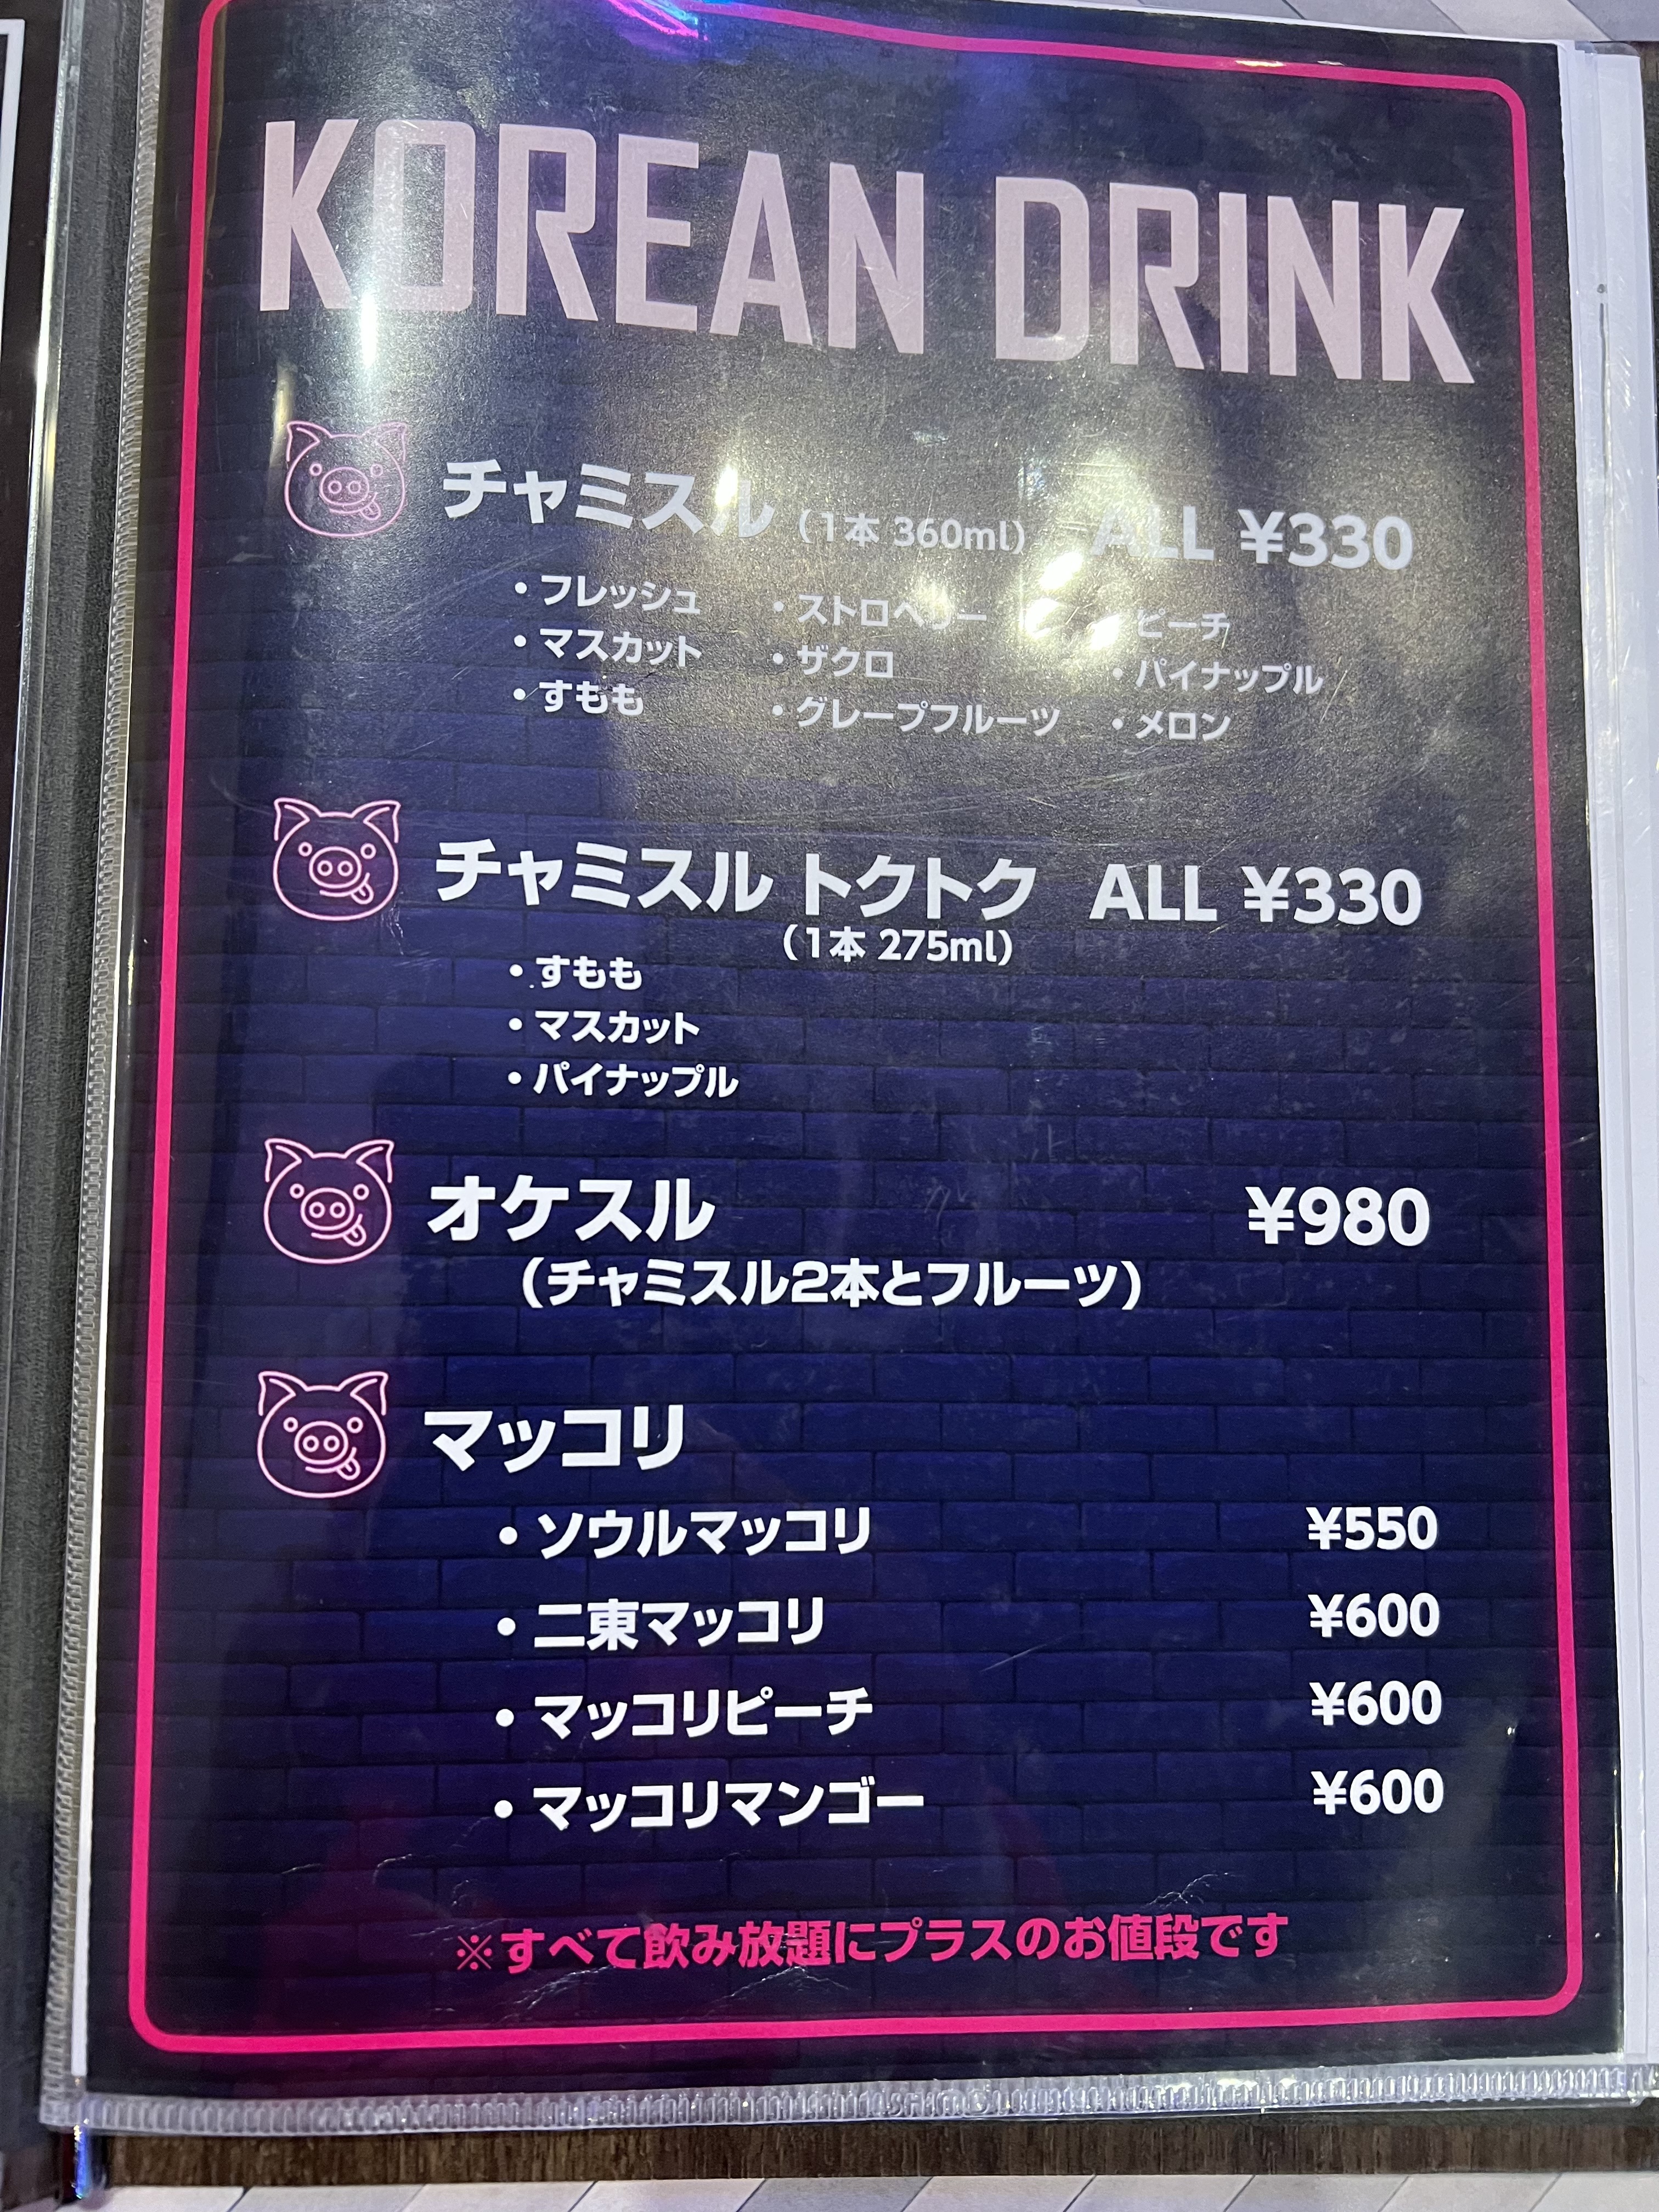 KOREAN DRINK
チャミスル (1本 360ml) ALL ¥330
・フレッシュ ・ストロベリー ・ピーチ
・マスカット ・ザクロ ・パイナップル
・すもも ・グレープフルーツ ・メロン
チャミスル トクトク ALL ¥330
(1本 275ml)
・すもも
・マスカット
・パイナップル
オケスル ¥980
(チャミスル2本とフルーツ)
マッコリ
・ソウルマッコリ ¥550
・二東マッコリ ¥600
・マッコリピーチ ¥600
・マッコリマンゴー ¥600
※すべて飲み放題にプラスのお値段です